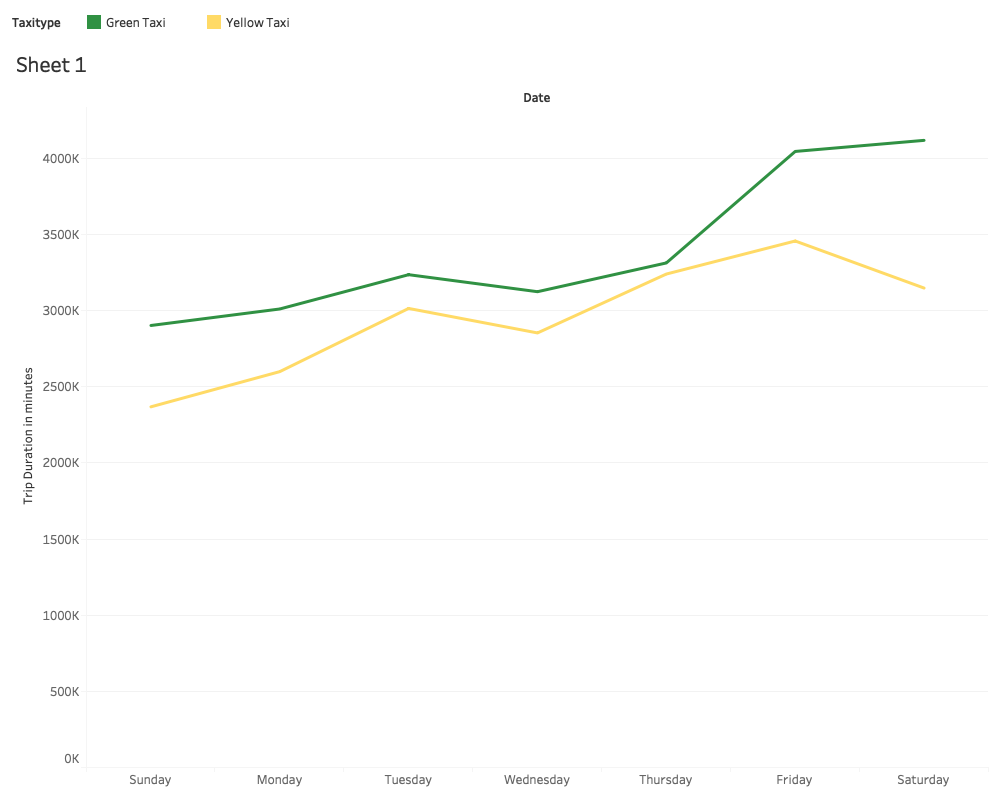 Taxitype Green Taxi Yellow Taxi
Sheet 1
Date
4000K
3500K
3000K
2500K
2000K
1500K
1000K
500K
0K
Trip Duration in minutes
Sunday Monday Tuesday Wednesday Thursday Friday Saturday